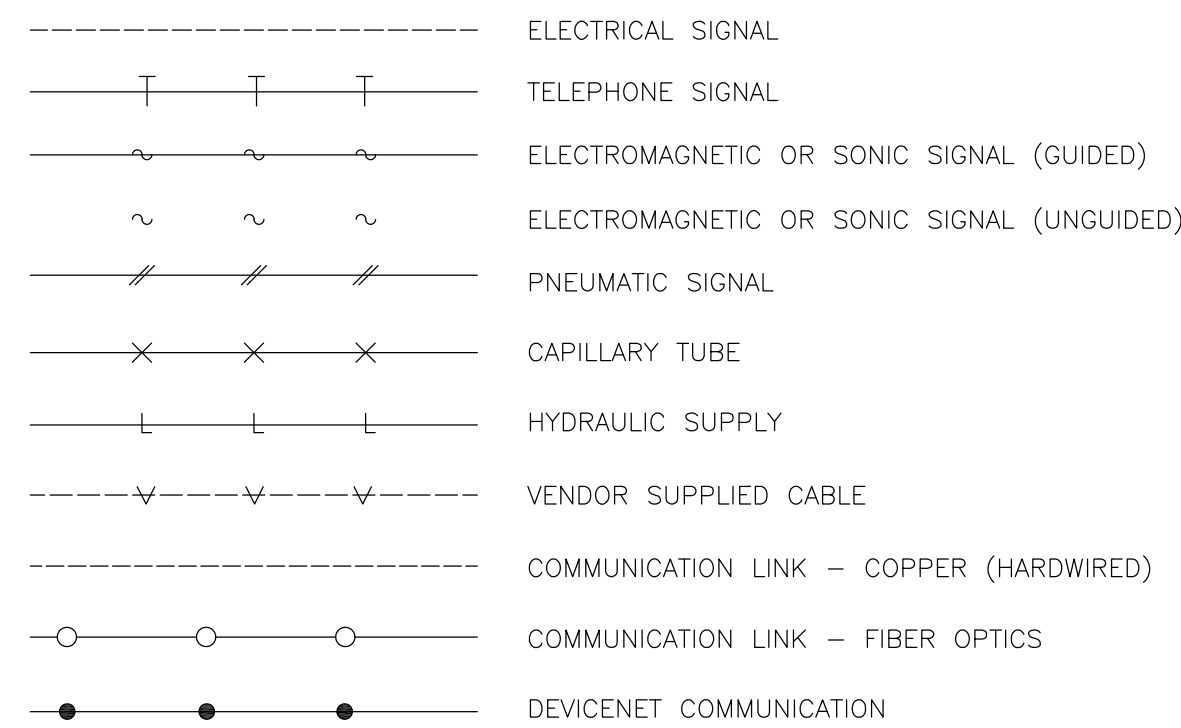 ELECTRICAL SIGNAL
TELEPHONE SIGNAL
ELECTROMAGNETIC OR SONIC SIGNAL (GUIDED)
ELECTROMAGNETIC OR SONIC SIGNAL (UNGUIDED)
PNEUMATIC SIGNAL
CAPILLARY TUBE
HYDRAULIC SUPPLY
VENDOR SUPPLIED CABLE
COMMUNICATION LINK – COPPER (HARDWIRED)
COMMUNICATION LINK – FIBER OPTICS
DEVICENET COMMUNICATION